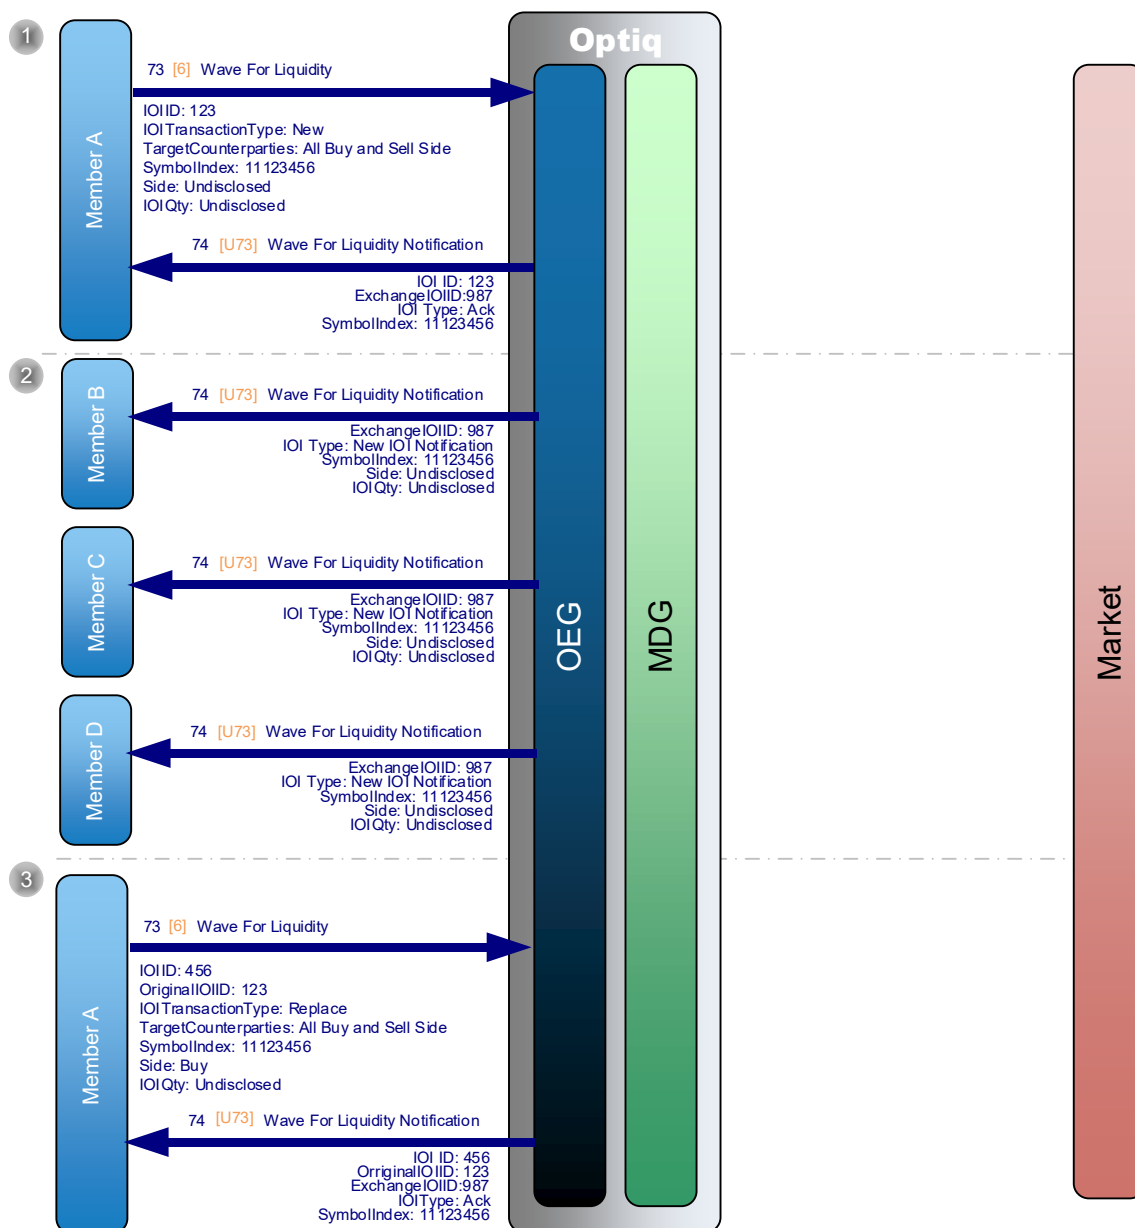 1
Optiq
73 [6] Wave For Liquidity
Member A
IOIID: 123
IOITransactionType: New
TargetCounterparties: All Buy and Sell Side
SymbolIndex: 11123456
Side: Undisclosed
IOIQty: Undisclosed
74 [U73] Wave For Liquidity Notification
IOI ID: 123
ExchangeIOIID:987
IOI Type: Ack
SymbolIndex: 11123456
2
Member B
74 [U73] Wave For Liquidity Notification
ExchangeIOIID: 987
IOI Type: New IOI Notification
SymbolIndex: 11123456
Side: Undisclosed
IOIQty: Undisclosed
Member C
74 [U73] Wave For Liquidity Notification
ExchangeIOIID: 987
IOI Type: New IOI Notification
SymbolIndex: 11123456
Side: Undisclosed
IOIQty: Undisclosed
OEG
MDG
Market
Member D
74 [U73] Wave For Liquidity Notification
ExchangeIOIID: 987
IOI Type: New IOI Notification
SymbolIndex: 11123456
Side: Undisclosed
IOIQty: Undisclosed
3
Member A
73 [6] Wave For Liquidity
IOIID: 456
OriginalIOIID: 123
IOITransactionType: Replace
TargetCounterparties: All Buy and Sell Side
SymbolIndex: 11123456
Side: Buy
IOIQty: Undisclosed
74 [U73] Wave For Liquidity Notification
IOI ID: 456
OrriginalIOIID: 123
ExchangeIOIID:987
IOIType: Ack
SymbolIndex: 11123456